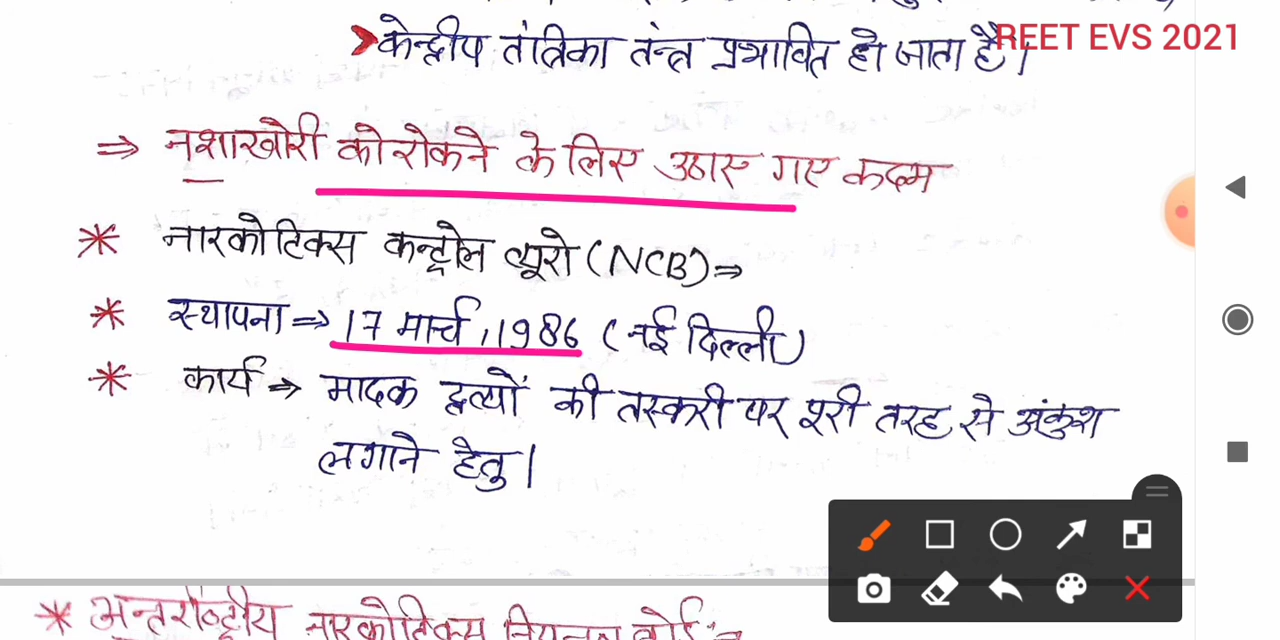 केन्द्रीय तंत्रिका तन्त्र प्रभावित हो जाता है।
REET EVS 2021
⇒ नशाखोरी को रोकने के लिए उठाए गए कदम
* नारकोटिक्स कन्ट्रोल ब्यूरो (NCB) ⇒
* स्थापना ⇒ 17 मार्च, 1986 (नई दिल्ली)
* कार्य ⇒ मादक द्रव्यों की तस्करी पर पूरी तरह से अंकुश
लगाने हेतु।
* अन्तर्राष्ट्रीय नारकोटिक्स नियन्त्रण बोर्ड :-